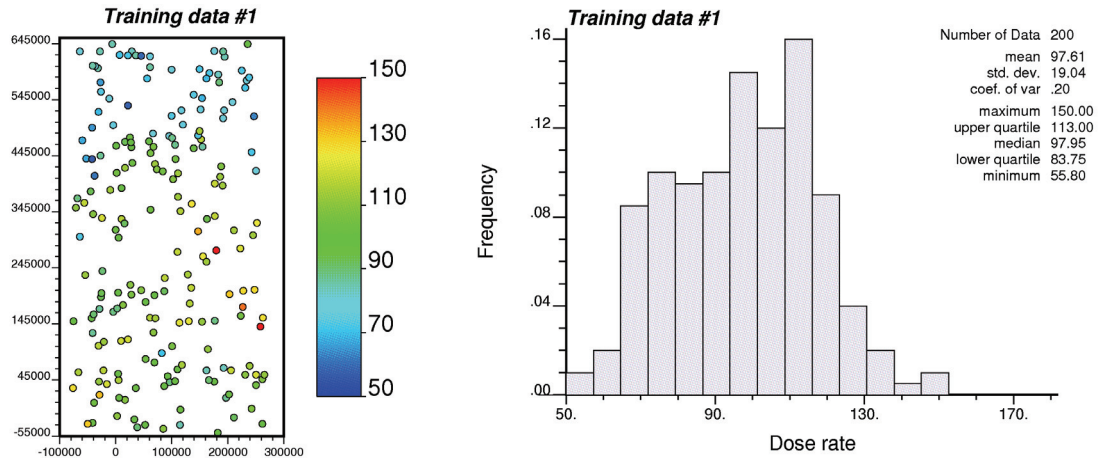 Training data #1
645000
545000
445000
345000
245000
145000
45000
-55000
-100000 0 100000 200000 300000
150
130
110
90
70
50
Training data #1
Frequency
.16
.12
.08
.04
.00
50. 90. 130. 170.
Dose rate
Number of Data 200
mean 97.61
std. dev. 19.04
coef. of var .20
maximum 150.00
upper quartile 113.00
median 97.95
lower quartile 83.75
minimum 55.80